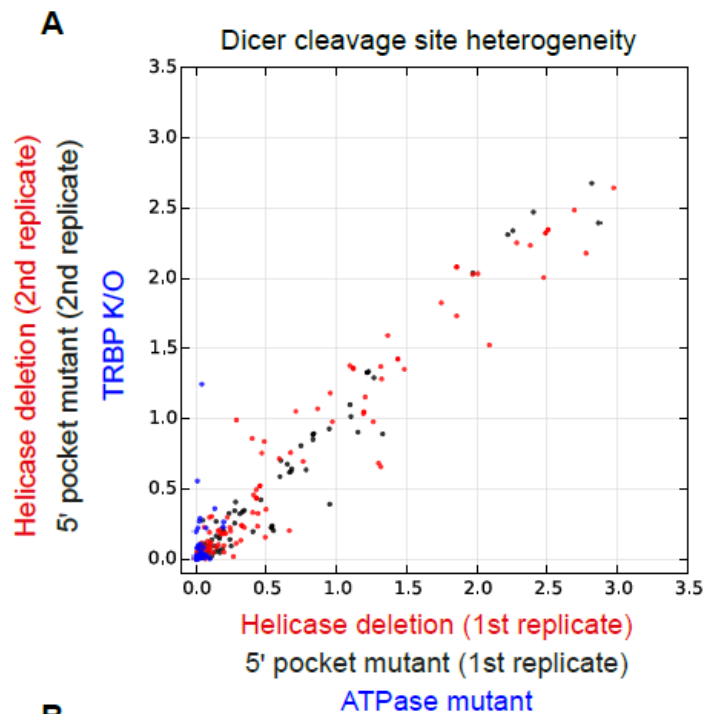 A
Dicer cleavage site heterogeneity
Helicase deletion (2nd replicate)
5' pocket mutant (2nd replicate)
TRBP K/O
3.5
3.0
2.5
2.0
1.5
1.0
0.5
0.0
0.0 0.5 1.0 1.5 2.0 2.5 3.0 3.5
Helicase deletion (1st replicate)
5' pocket mutant (1st replicate)
ATPase mutant
B